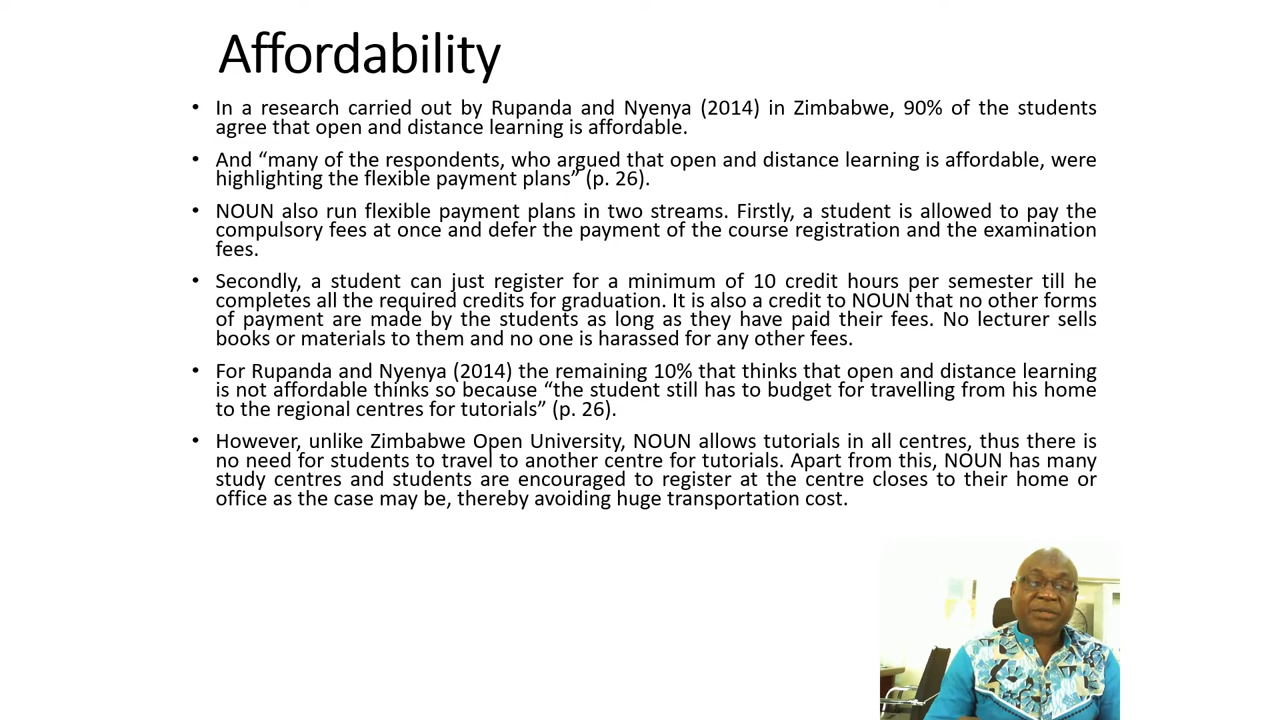 Affordability
• In a research carried out by Rupanda and Nyenya (2014) in Zimbabwe, 90% of the students
agree that open and distance learning is affordable.
• And “many of the respondents, who argued that open and distance learning is affordable, were
highlighting the flexible payment plans” (p. 26).
• NOUN also run flexible payment plans in two streams. Firstly, a student is allowed to pay the
compulsory fees at once and defer the payment of the course registration and the examination
fees.
• Secondly, a student can just register for a minimum of 10 credit hours per semester till he
completes all the required credits for graduation. It is also a credit to NOUN that no other forms
of payment are made by the students as long as they have paid their fees. No lecturer sells
books or materials to them and no one is harassed for any other fees.
• For Rupanda and Nyenya (2014) the remaining 10% that thinks that open and distance learning
is not affordable thinks so because “the student still has to budget for travelling from his home
to the regional centres for tutorials” (p. 26).
• However, unlike Zimbabwe Open University, NOUN allows tutorials in all centres, thus there is
no need for students to travel to another centre for tutorials. Apart from this, NOUN has many
study centres and students are encouraged to register at the centre closes to their home or
office as the case may be, thereby avoiding huge transportation cost.